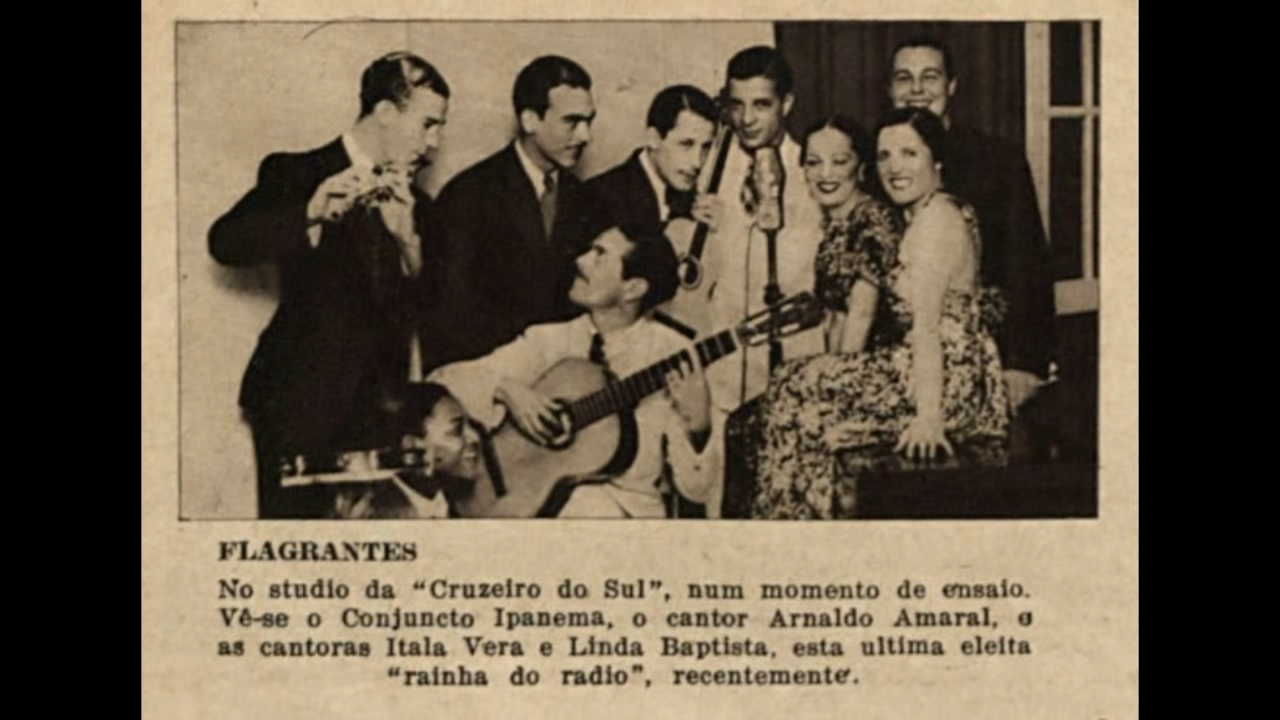 FLAGRANTES
No studio da "Cruzeiro do Sul", num momento de ensaio.
Vê-se o Conjuncto Ipanema, o cantor Arnaldo Amaral, e
as cantoras Itala Vera e Linda Baptista, esta ultima eleita
"rainha do radio", recentemente.